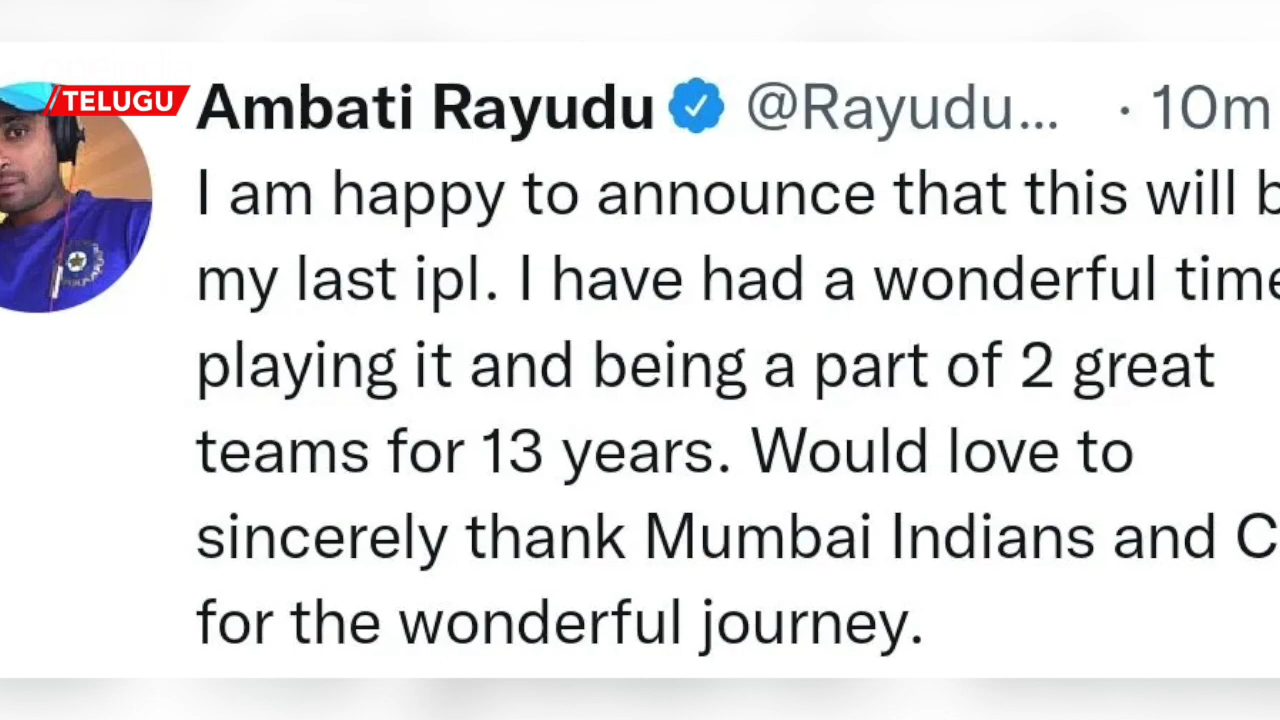 TELUGU
Ambati Rayudu @Rayudu... · 10m
I am happy to announce that this will b
my last ipl. I have had a wonderful time
playing it and being a part of 2 great
teams for 13 years. Would love to
sincerely thank Mumbai Indians and C
for the wonderful journey.